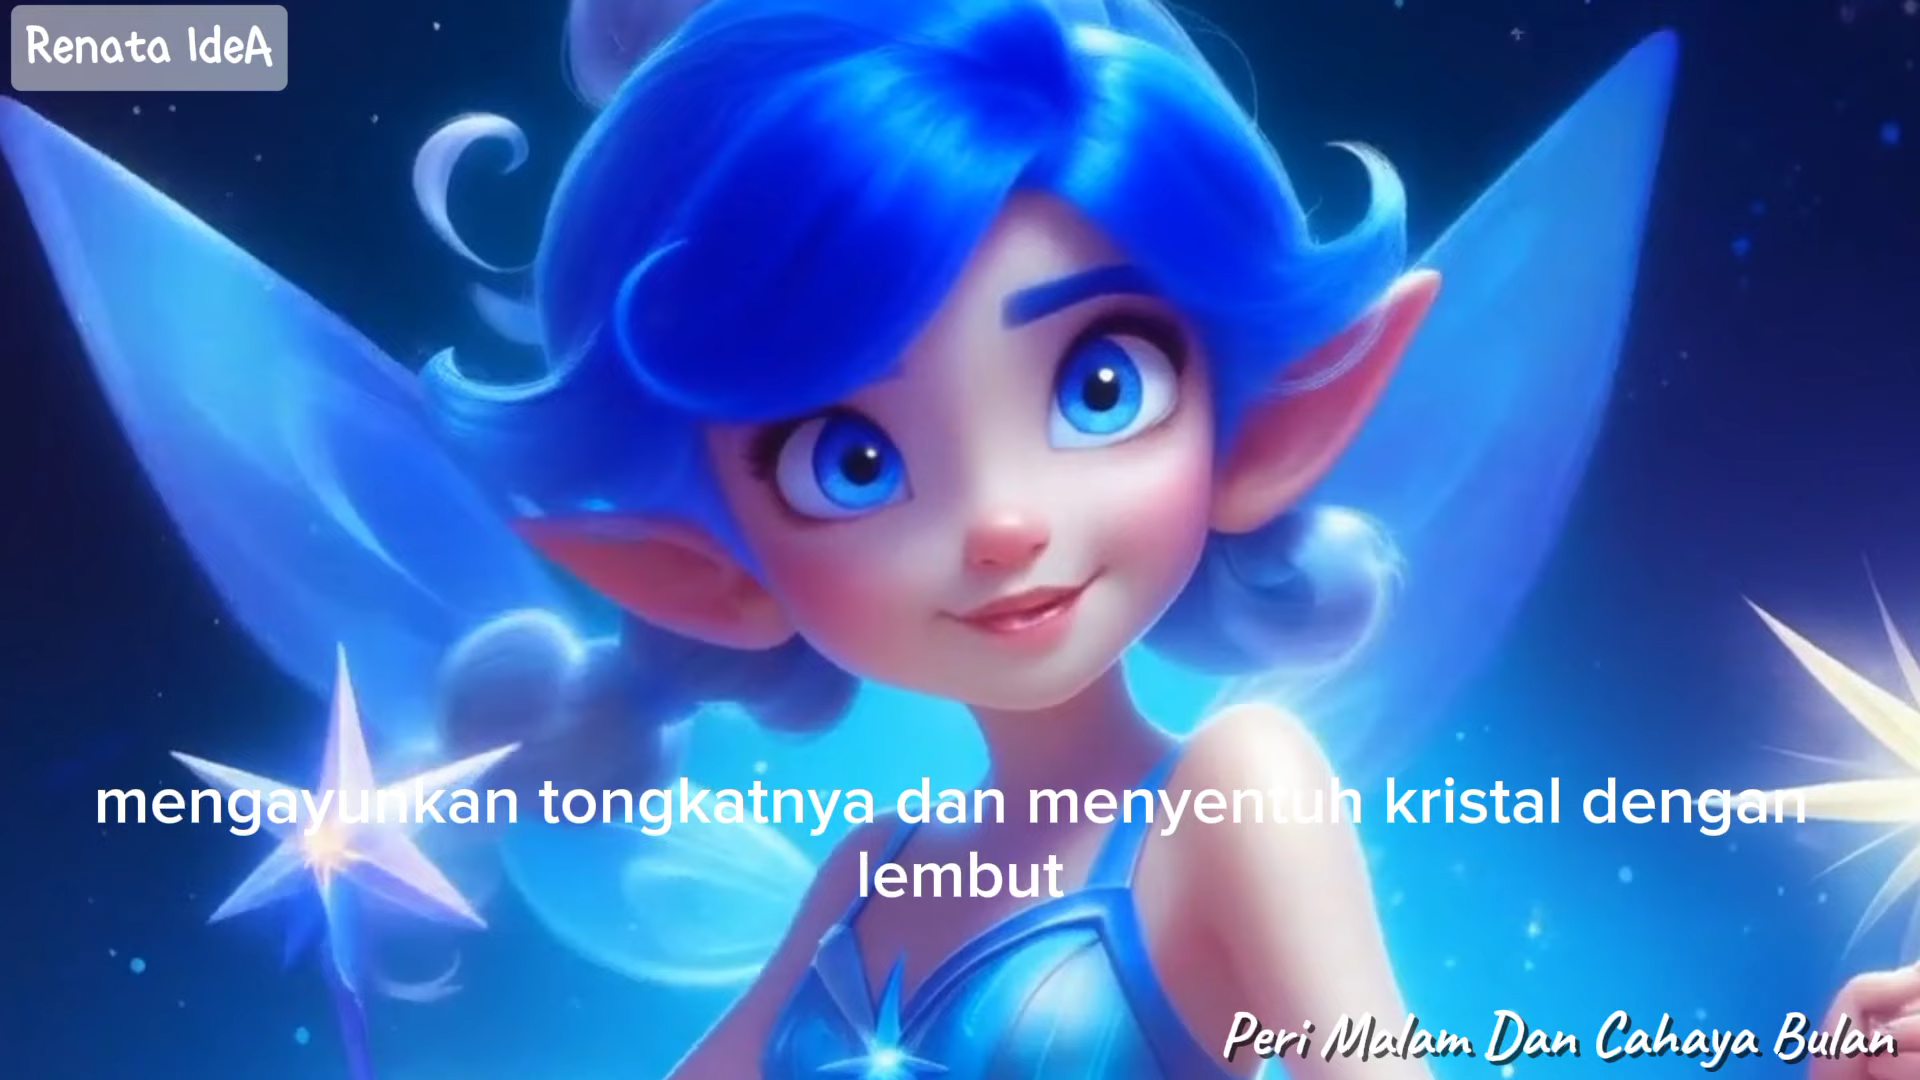 Renata IdeA
mengayunkan tongkatnya dan menyentuh kristal dengan
lembut
Peri Malam Dan Cahaya Bulan